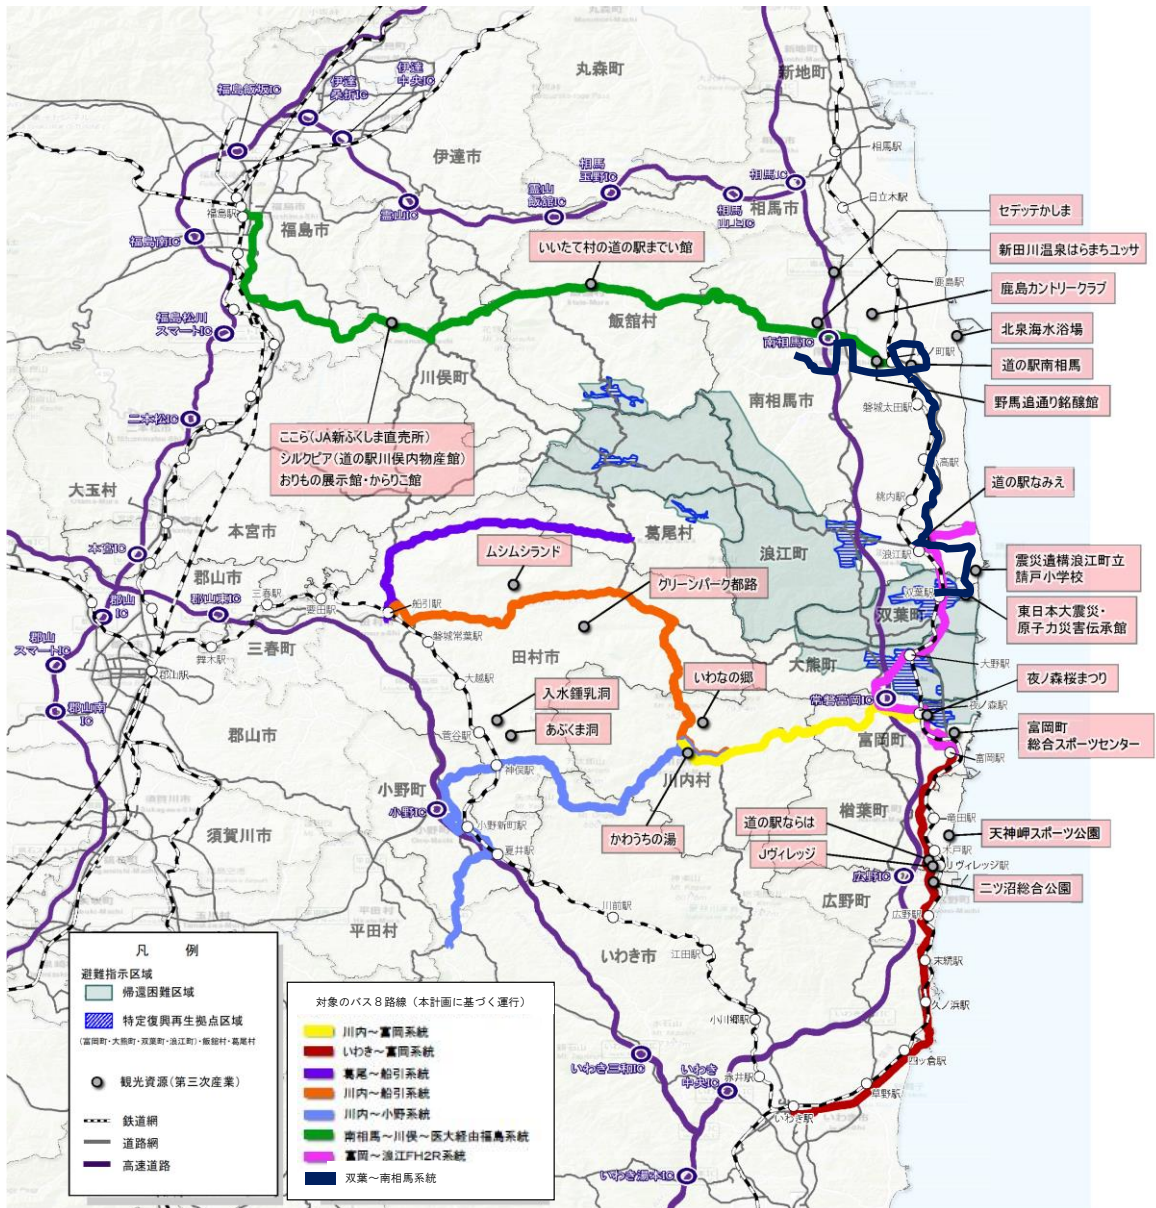 丸森町
新地町
伊達桑折IC
伊達中央IC
福島飯坂IC
相馬駅
伊達市
相馬玉野IC
相馬IC
霊山飯舘IC
霊山IC
相馬山上IC
相馬市
日立木駅
福島駅
福島市
セデッテかしま
福島南IC
いいたて村の道の駅までい館
新田川温泉はらまちユッサ
鹿島駅
鹿島カントリークラブ
福島松川スマートIC
飯舘村
北泉海水浴場
南相馬IC
ノ町駅
道の駅南相馬
川俣町
野馬追通り銘醸館
南相馬市
磐城太田駅
二本松IC
ここら(JA新ふくしま直売所)
シルクピア(道の駅川俣内物産館)
おりもの展示館・からりこ館
高駅
道の駅なみえ
大玉村
桃内駅
本宮市
葛尾村
浪江町
浪江駅
本宮IC
ムシムシランド
震災遺構浪江町立
請戸小学校
郡山市
グリーンパーク都路
双葉駅
郡山IC
郡山東IC
三春駅
要田駅
船引駅
双葉町
東日本大震災・
原子力災害伝承館
磐城常葉駅
郡山スマートIC
舞木駅
三春町
田村市
大熊町
大野駅
郡山駅
大越駅
いわなの郷
夜ノ森桜まつり
入水鍾乳洞
常磐富岡IC
夜ノ森駅
郡山南IC
あぶくま洞
富岡町
総合スポーツセンター
郡山市
菅谷駅
富岡町
富岡駅
神俣駅
川内村
小野町
小野IC
楢葉町
竜田駅
道の駅ならは
天神岬スポーツ公園
須賀川市
小野新町駅
かわうちの湯
木戸駅
夏井駅
Jヴィレッジ
Jヴィレッジ駅
広野IC
二ツ沼総合公園
広野町
川前駅
広野駅
平田村
いわき市
江田駅
末続駅
久ノ浜駅
小川郷駅
四ッ倉駅
いわき三和IC
いわき中央IC
赤井駅
草野駅
いわき駅
いわき湯本IC
凡 例
避難指示区域
帰還困難区域
特定復興再生拠点区域
(富岡町・大熊町・双葉町・浪江町)・飯舘村・葛尾村
観光資源(第三次産業)
鉄道網
道路網
高速道路
対象のバス８路線（本計画に基づく運行）
川内～富岡系統
いわき～富岡系統
葛尾～船引系統
川内～船引系統
川内～小野系統
南相馬～川俣～医大経由福島系統
富岡～浪江FH2R系統
双葉～南相馬系統